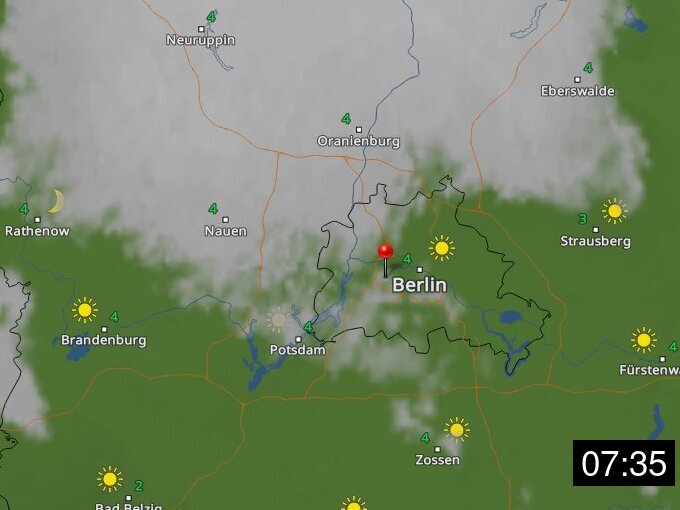 4
Neuruppin
4
Eberswalde
4
Oranienburg
4
Rathenow
4
Nauen
3
Strausberg
4
Berlin
4
Brandenburg
4
Potsdam
4
Fürstenwa
4
Zossen
07:35
2
Bad Belzig